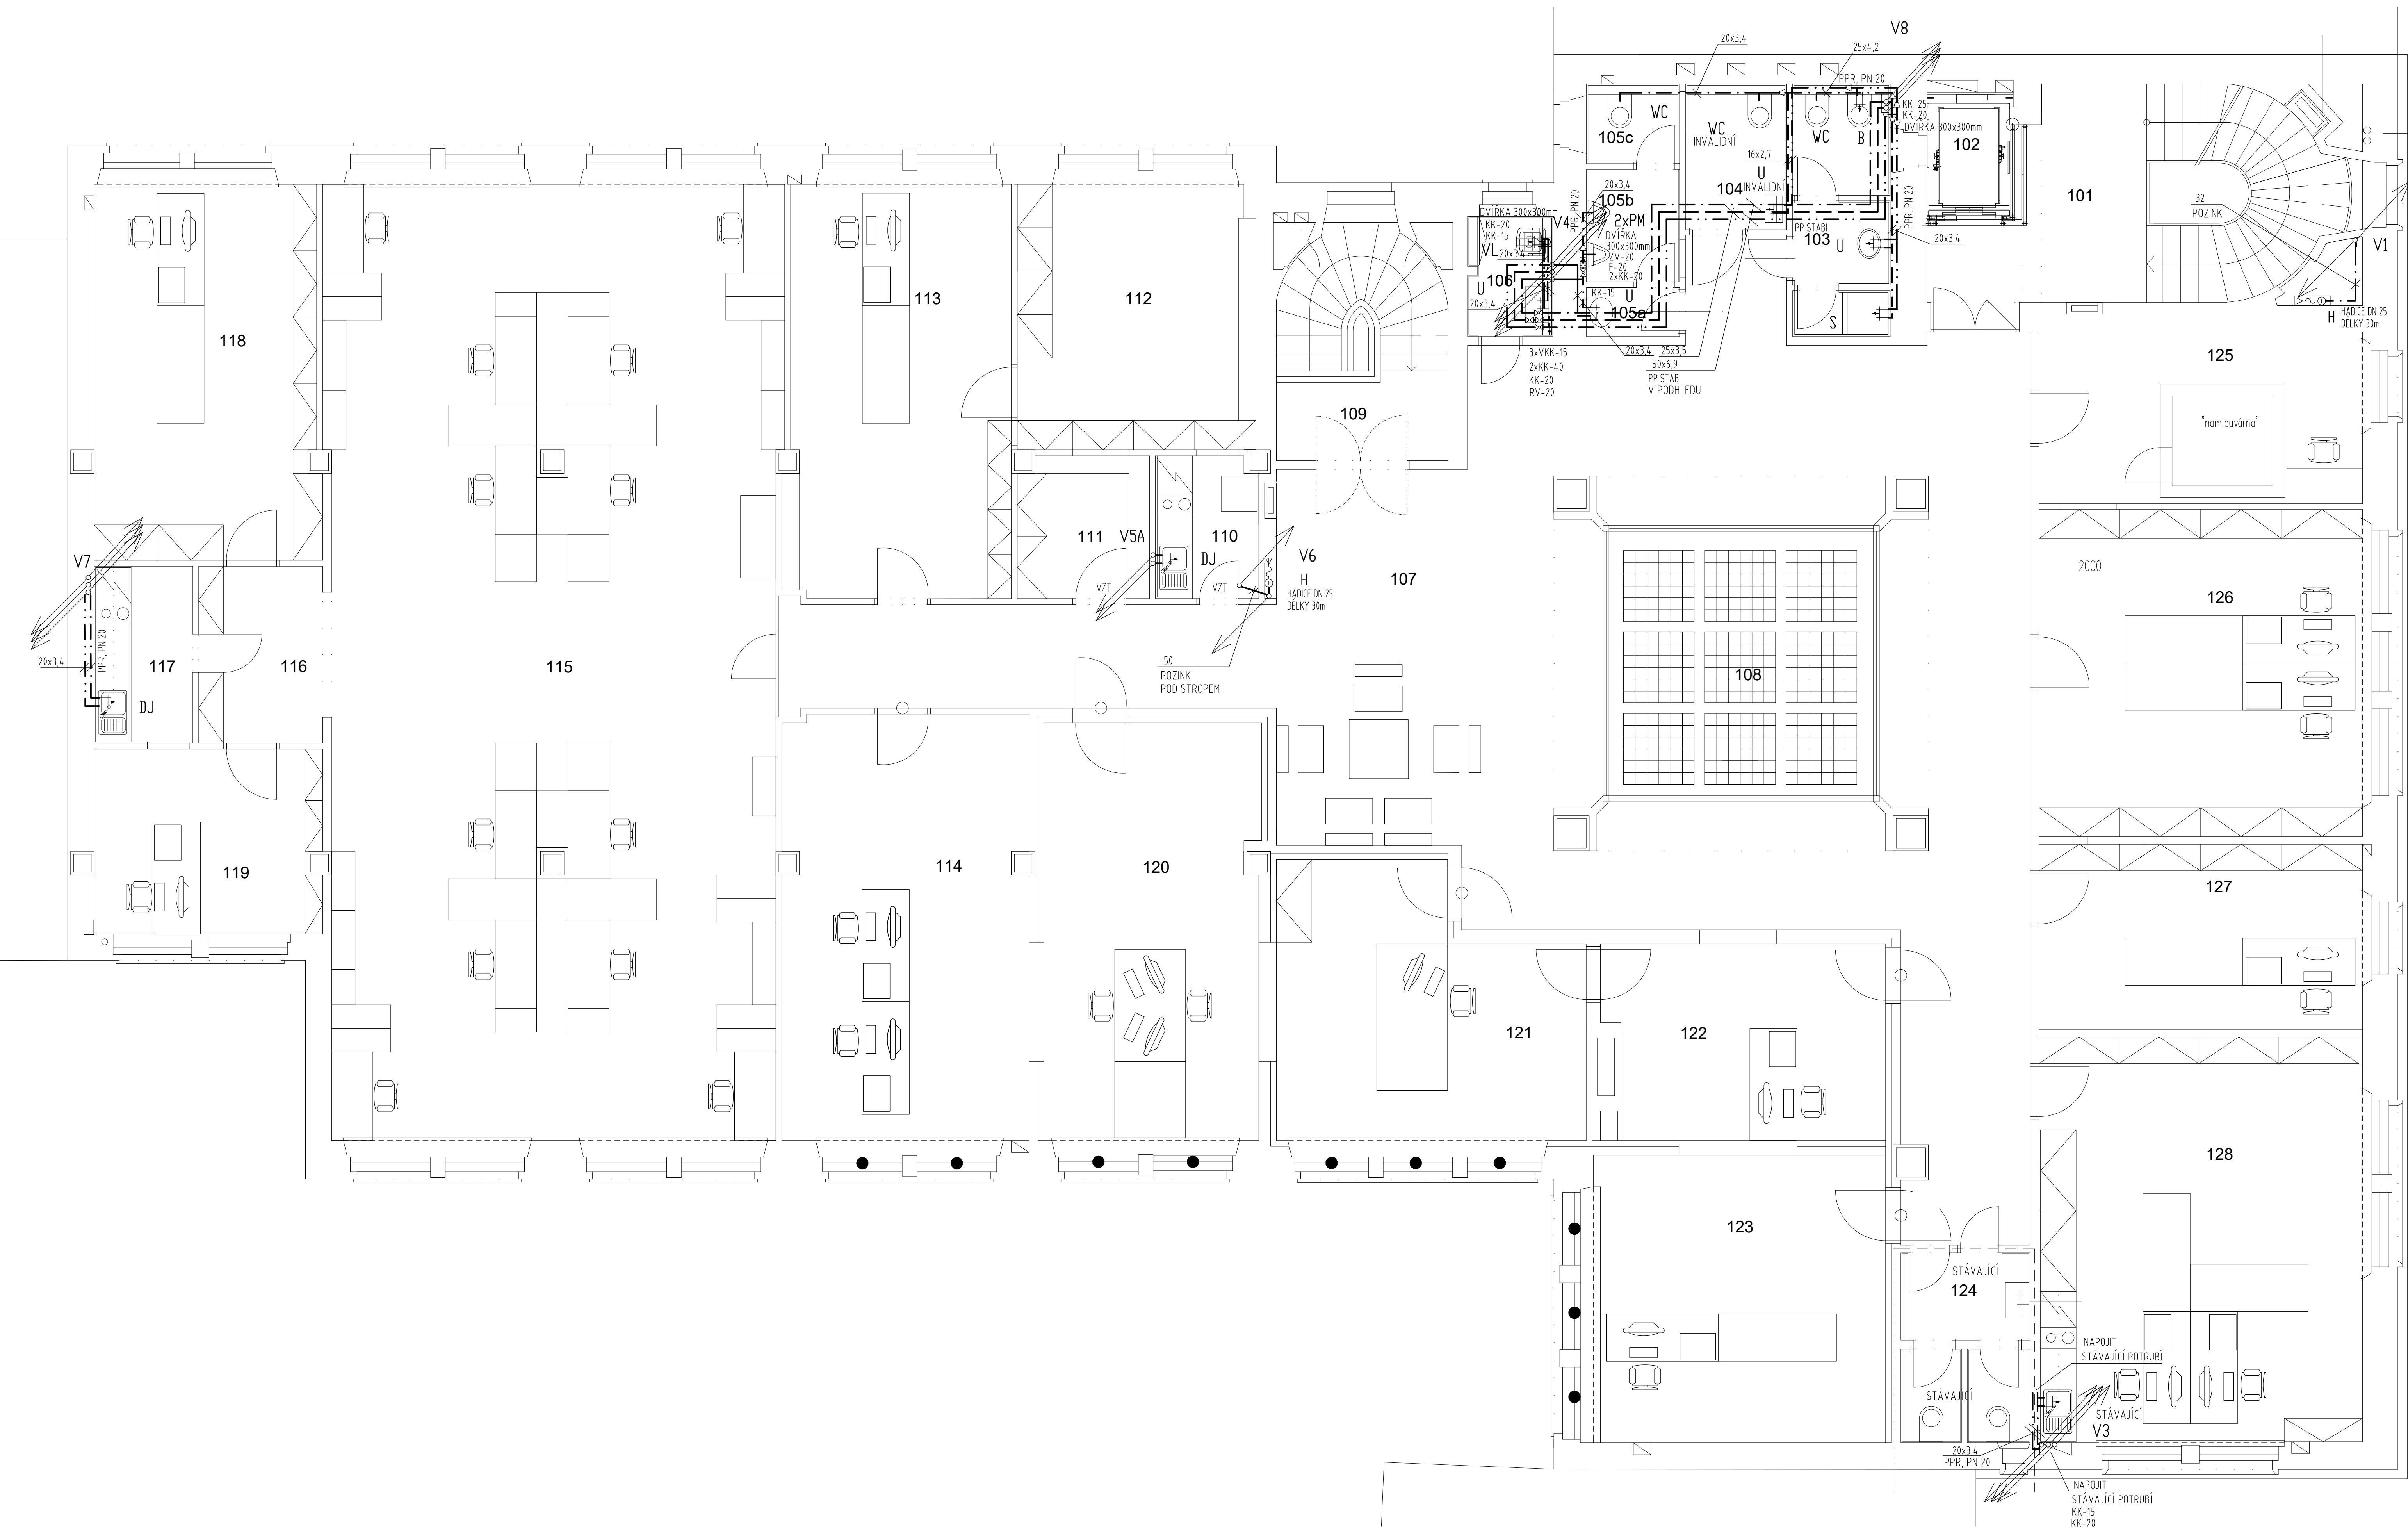 V8
20x3,4
25x4,2
PPR, PN 20
KK-25
KK-20
DVÍŘKA 300x300mm
WC
105c
WC
INVALIDNÍ
WC
B
102
16x2,7
U
INVALIDNÍ
104
101
32
POZINK
PPR, PN 20
20x3,4
105b
2xPM
DVÍŘKA
300x300mm
ZV-20
F-20
2xKK-20
DVÍŘKA 300x300mm
KK-20
KK-15
V4
VL
20x3,4
PP STABI
103
U
PPR, PN 20
20x3,4
V1
106
U
20x3,4
KK-15
U
105a
S
H
HADICE DN 25
DÉLKY 30m
118
113
112
3xVKK-15
2xKK-40
KK-20
RV-20
20x3,4
25x3,5
50x6,9
PP STABI
V PODHLEDU
125
109
"namlouvárna"
111
V5A
110
DJ
VZT
VZT
V6
H
HADICE DN 25
DÉLKY 30m
107
2000
126
V7
20x3,4
PPR, PN 20
117
116
115
50
POZINK
POD STROPEM
108
DJ
119
114
120
127
121
122
128
123
STÁVAJÍCÍ
124
NAPOJIT
STÁVAJÍCÍ POTRUBÍ
STÁVAJÍCÍ
STÁVAJÍCÍ
V3
20x3,4
PPR, PN 20
NAPOJIT
STÁVAJÍCÍ POTRUBÍ
KK-15
KK-20